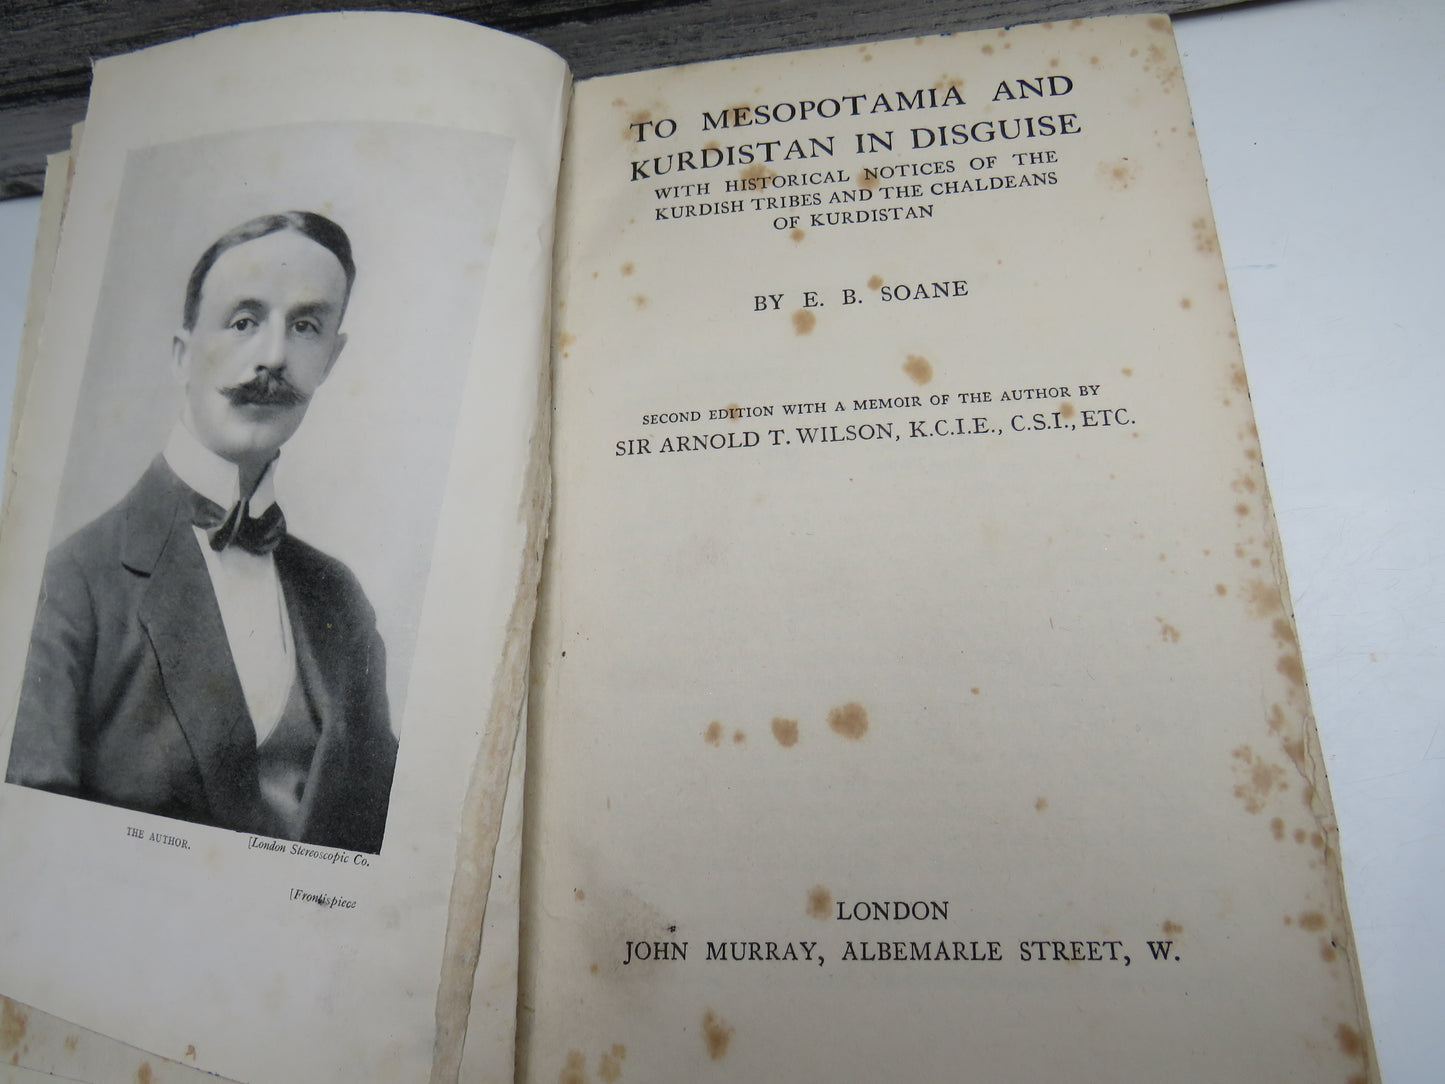 THE AUTHOR.
[London Stereoscopic Co.
[Frontispiece
TO MESOPOTAMIA AND
KURDISTAN IN DISGUISE
WITH HISTORICAL NOTICES OF THE
KURDISH TRIBES AND THE CHALDEANS
OF KURDISTAN
BY E. B. SOANE
SECOND EDITION WITH A MEMOIR OF THE AUTHOR BY
SIR ARNOLD T. WILSON, K.C.I.E., C.S.I., ETC.
LONDON
JOHN MURRAY, ALBEMARLE STREET, W.